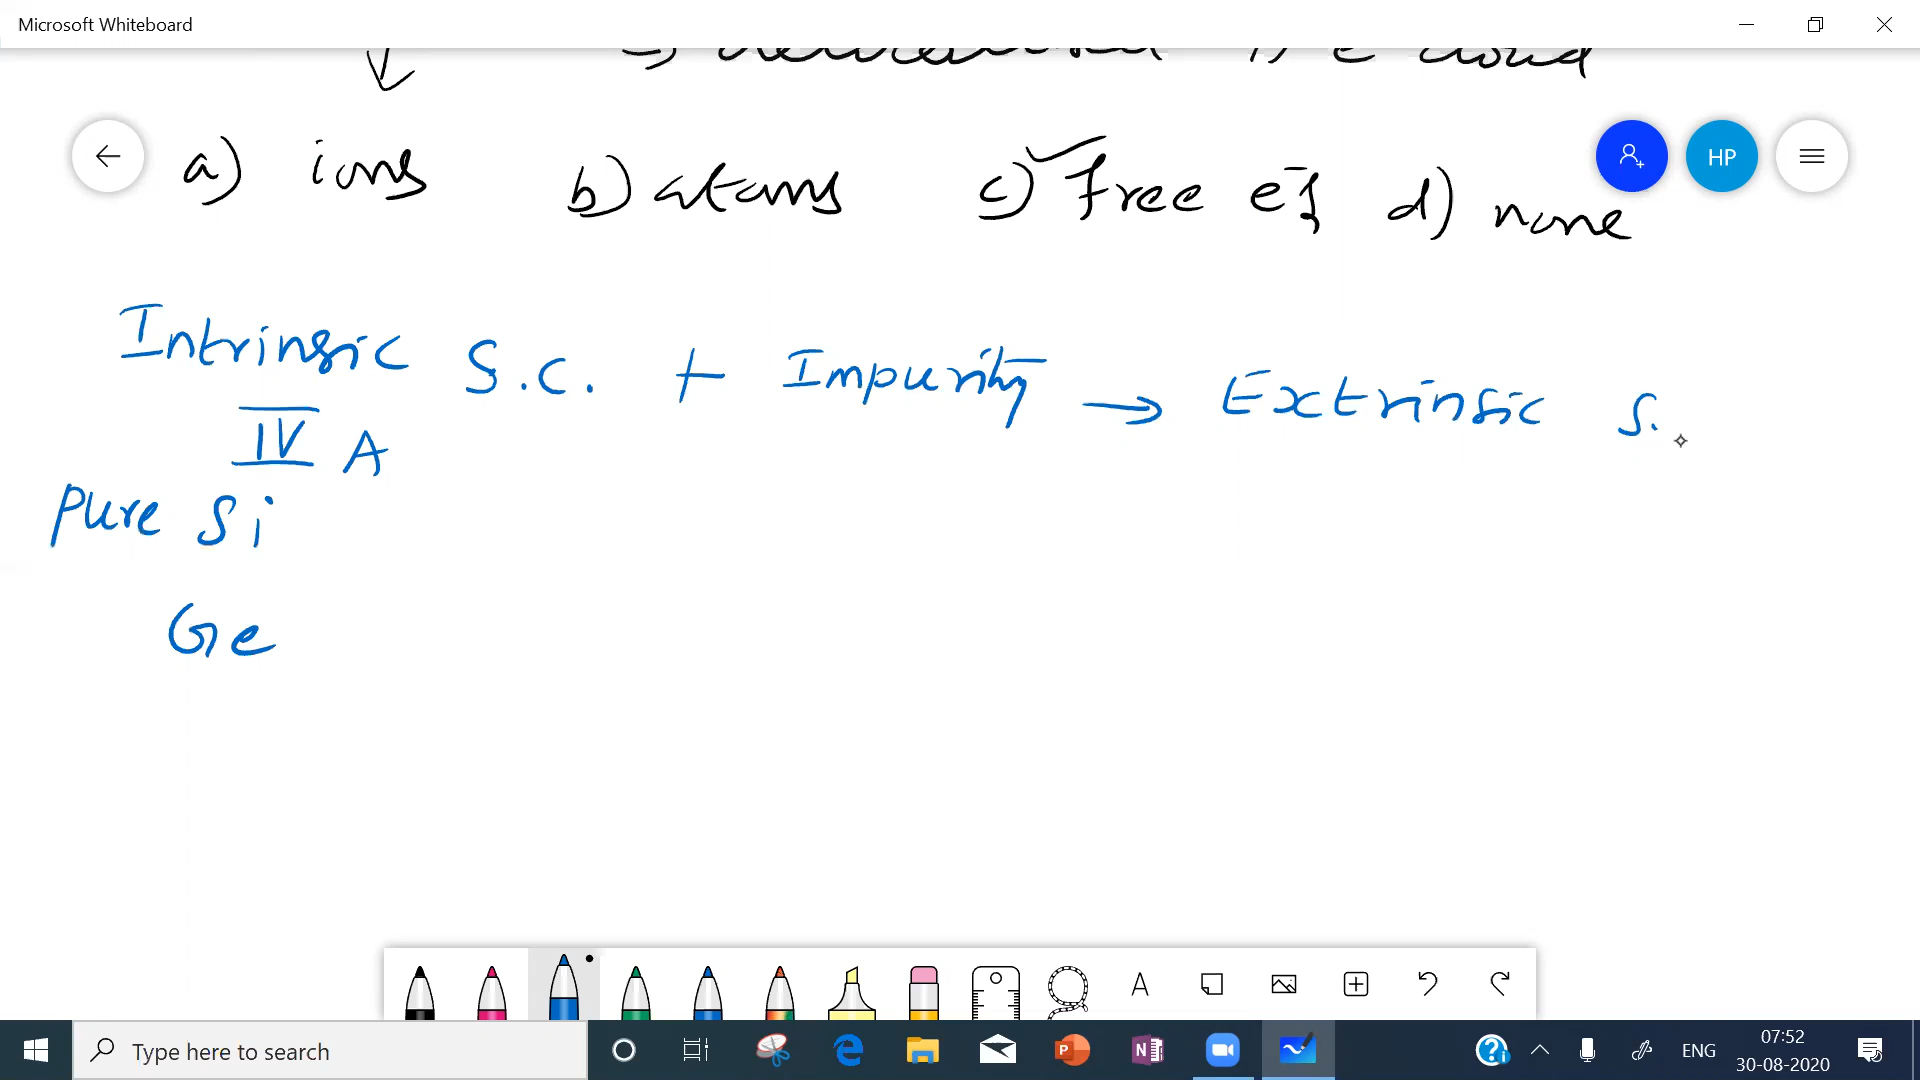 Microsoft Whiteboard
a) ions b) atoms c) free e⁻s d) none
HP
Intrinsic S.C. + Impurity → Extrinsic S.
IV A
Pure Si
Ge
Type here to search
ENG
07:52
30-08-2020